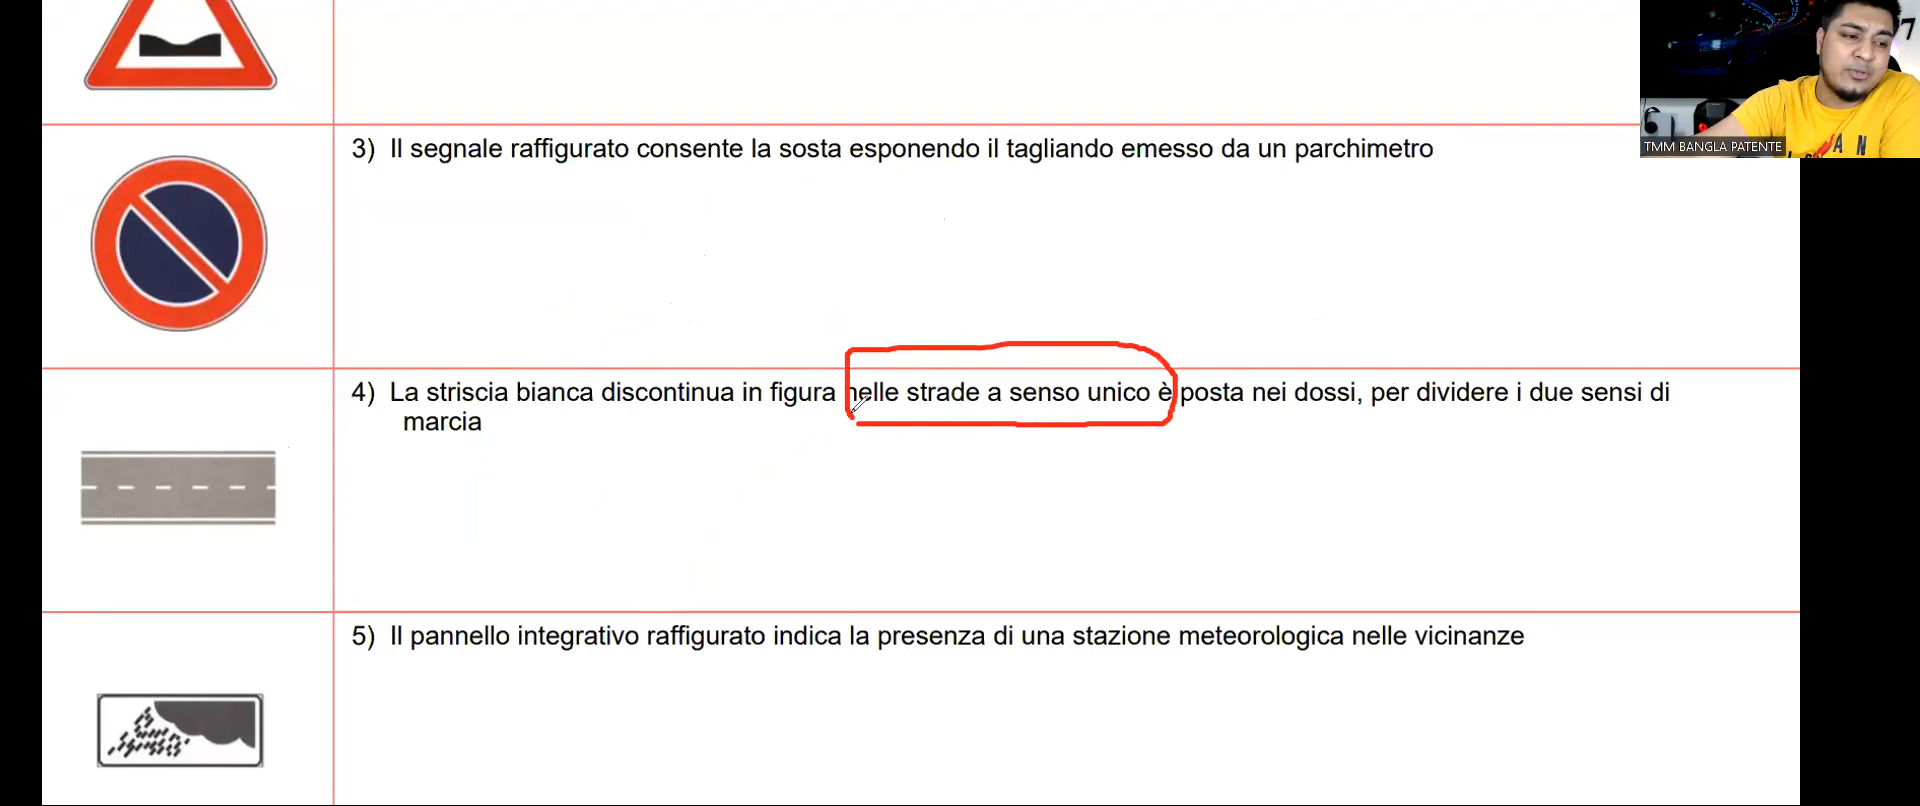 7
TMM BANGLA PATENTE
3) Il segnale raffigurato consente la sosta esponendo il tagliando emesso da un parchimetro
4) La striscia bianca discontinua in figura nelle strade a senso unico è posta nei dossi, per dividere i due sensi di
marcia
5) Il pannello integrativo raffigurato indica la presenza di una stazione meteorologica nelle vicinanze